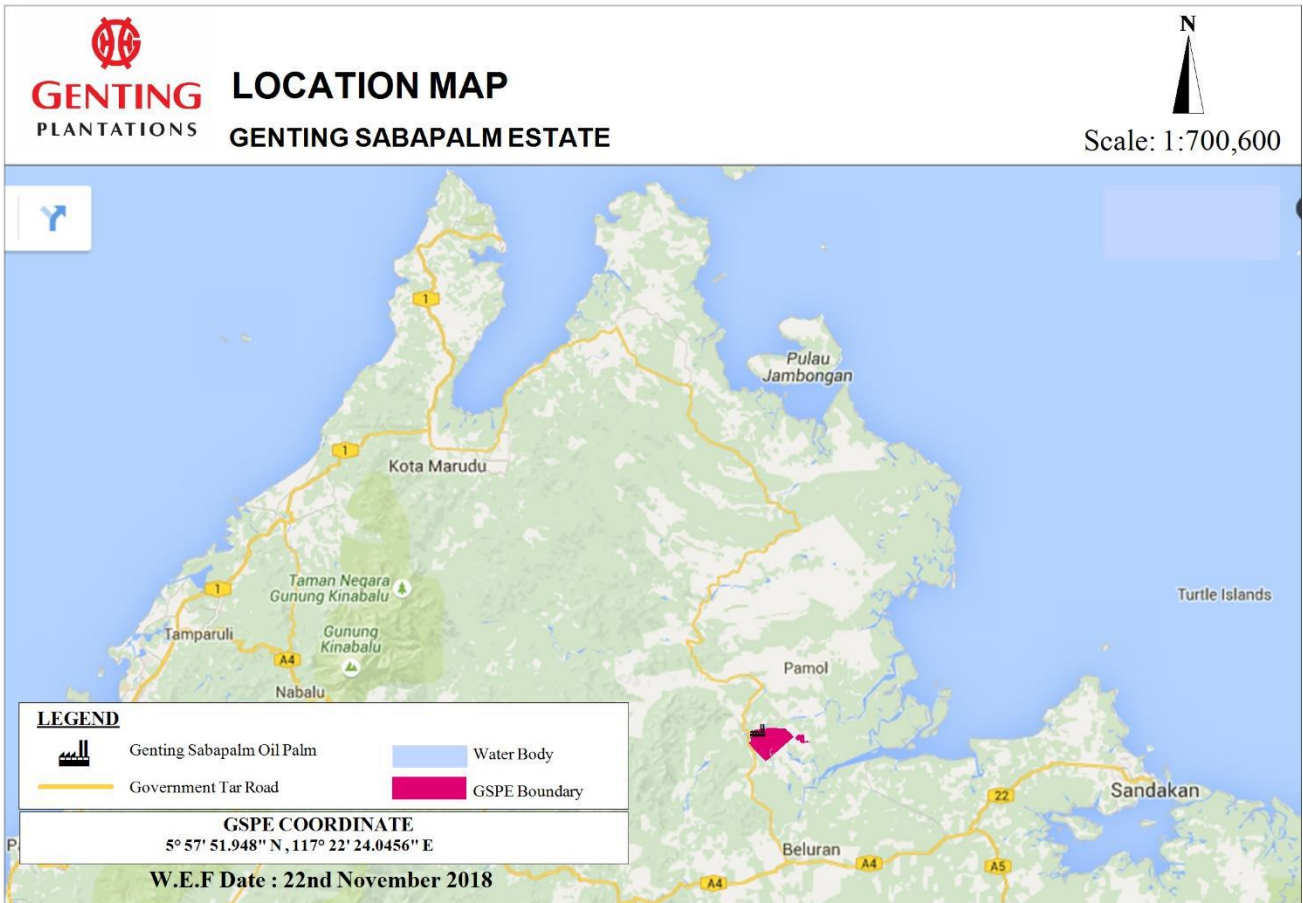 GENTING
PLANTATIONS
LOCATION MAP
GENTING SABAPALM ESTATE
N
Scale: 1:700,600
1
Pulau
Jambongan
1
Kota Marudu
Taman Negara
Gunung Kinabalu
1
Turtle Islands
Tamparuli
Gunung
Kinabalu
A4
Nabalu
Pamol
LEGEND
Genting Sabapalm Oil Palm
Water Body
Government Tar Road
GSPE Boundary
22
Sandakan
GSPE COORDINATE
5° 57' 51.948" N , 117° 22' 24.0456" E
P
Beluran
A4
A5
W.E.F Date : 22nd November 2018
A4